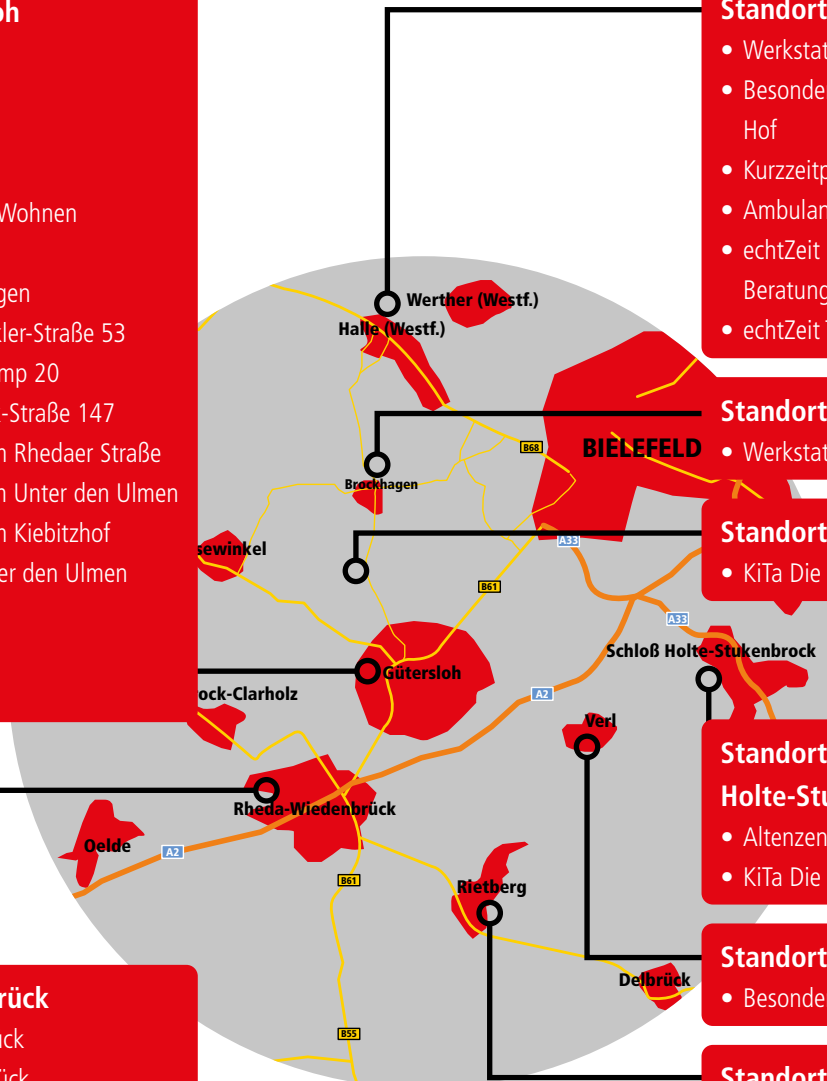 oh
Wohnen
gen
ler-Straße 53
mp 20
-Straße 147
n Rhedaer Straße
n Unter den Ulmen
n Kiebitzhof
er den Ulmen
rück
ück
rück
Werther (Westf.)
Halle (Westf.)
B68
BIELEFELD
Brockhagen
sewinkel
A33
B61
A33
Schloß Holte-Stukenbrock
Gütersloh
ock-Clarholz
A2
Verl
Rheda-Wiedenbrück
Oelde
A2
B61
Rietberg
Delbrück
B55
Standort
• Werkstat
• Besonde
Hof
• Kurzzeitp
• Ambulan
• echtZeit
Beratung
• echtZeit
Standort
• Werkstat
Standort
• KiTa Die
Standort
Holte-Stu
• Altenzen
• KiTa Die
Standort
• Besonde
Standort